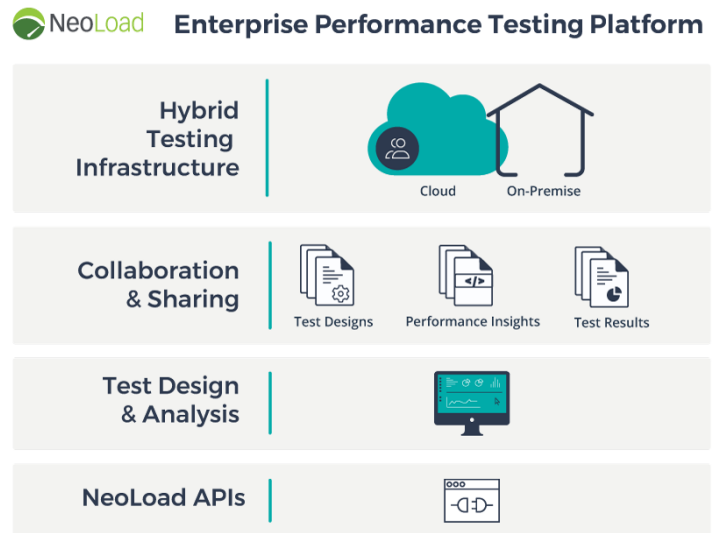 NeoLoad Enterprise Performance Testing Platform
Hybrid
Testing
Infrastructure
Cloud On-Premise
Collaboration
& Sharing
</>
Test Designs Performance Insights Test Results
Test Design
& Analysis
NeoLoad APIs